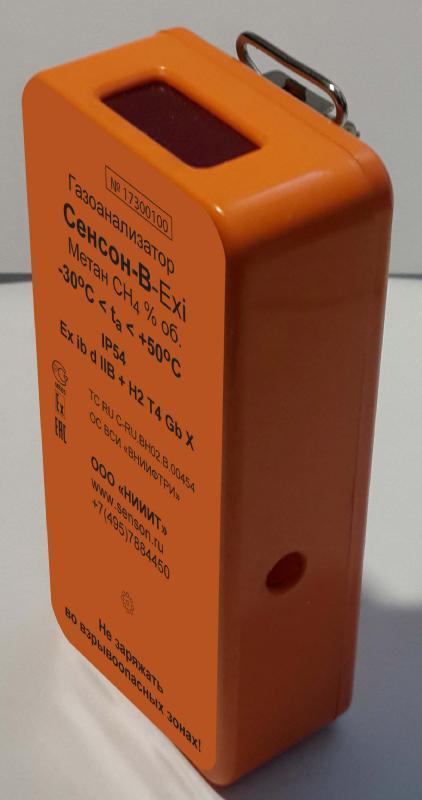 № 17300100
Газоанализатор
Сенсон-В-Exi
Метан CH4 % об.
-30°C < ta < +50°C
IP54
Ex ib d IIB + H2 T4 Gb X
TC RU C-RU.ВН02.В.00454
ОС ВСИ «ВНИИФТРИ»
Ex
EAC
ООО «НИИИТ»
www.senson.ru
+7(495)7884450
Не заряжать
во взрывоопасных зонах!